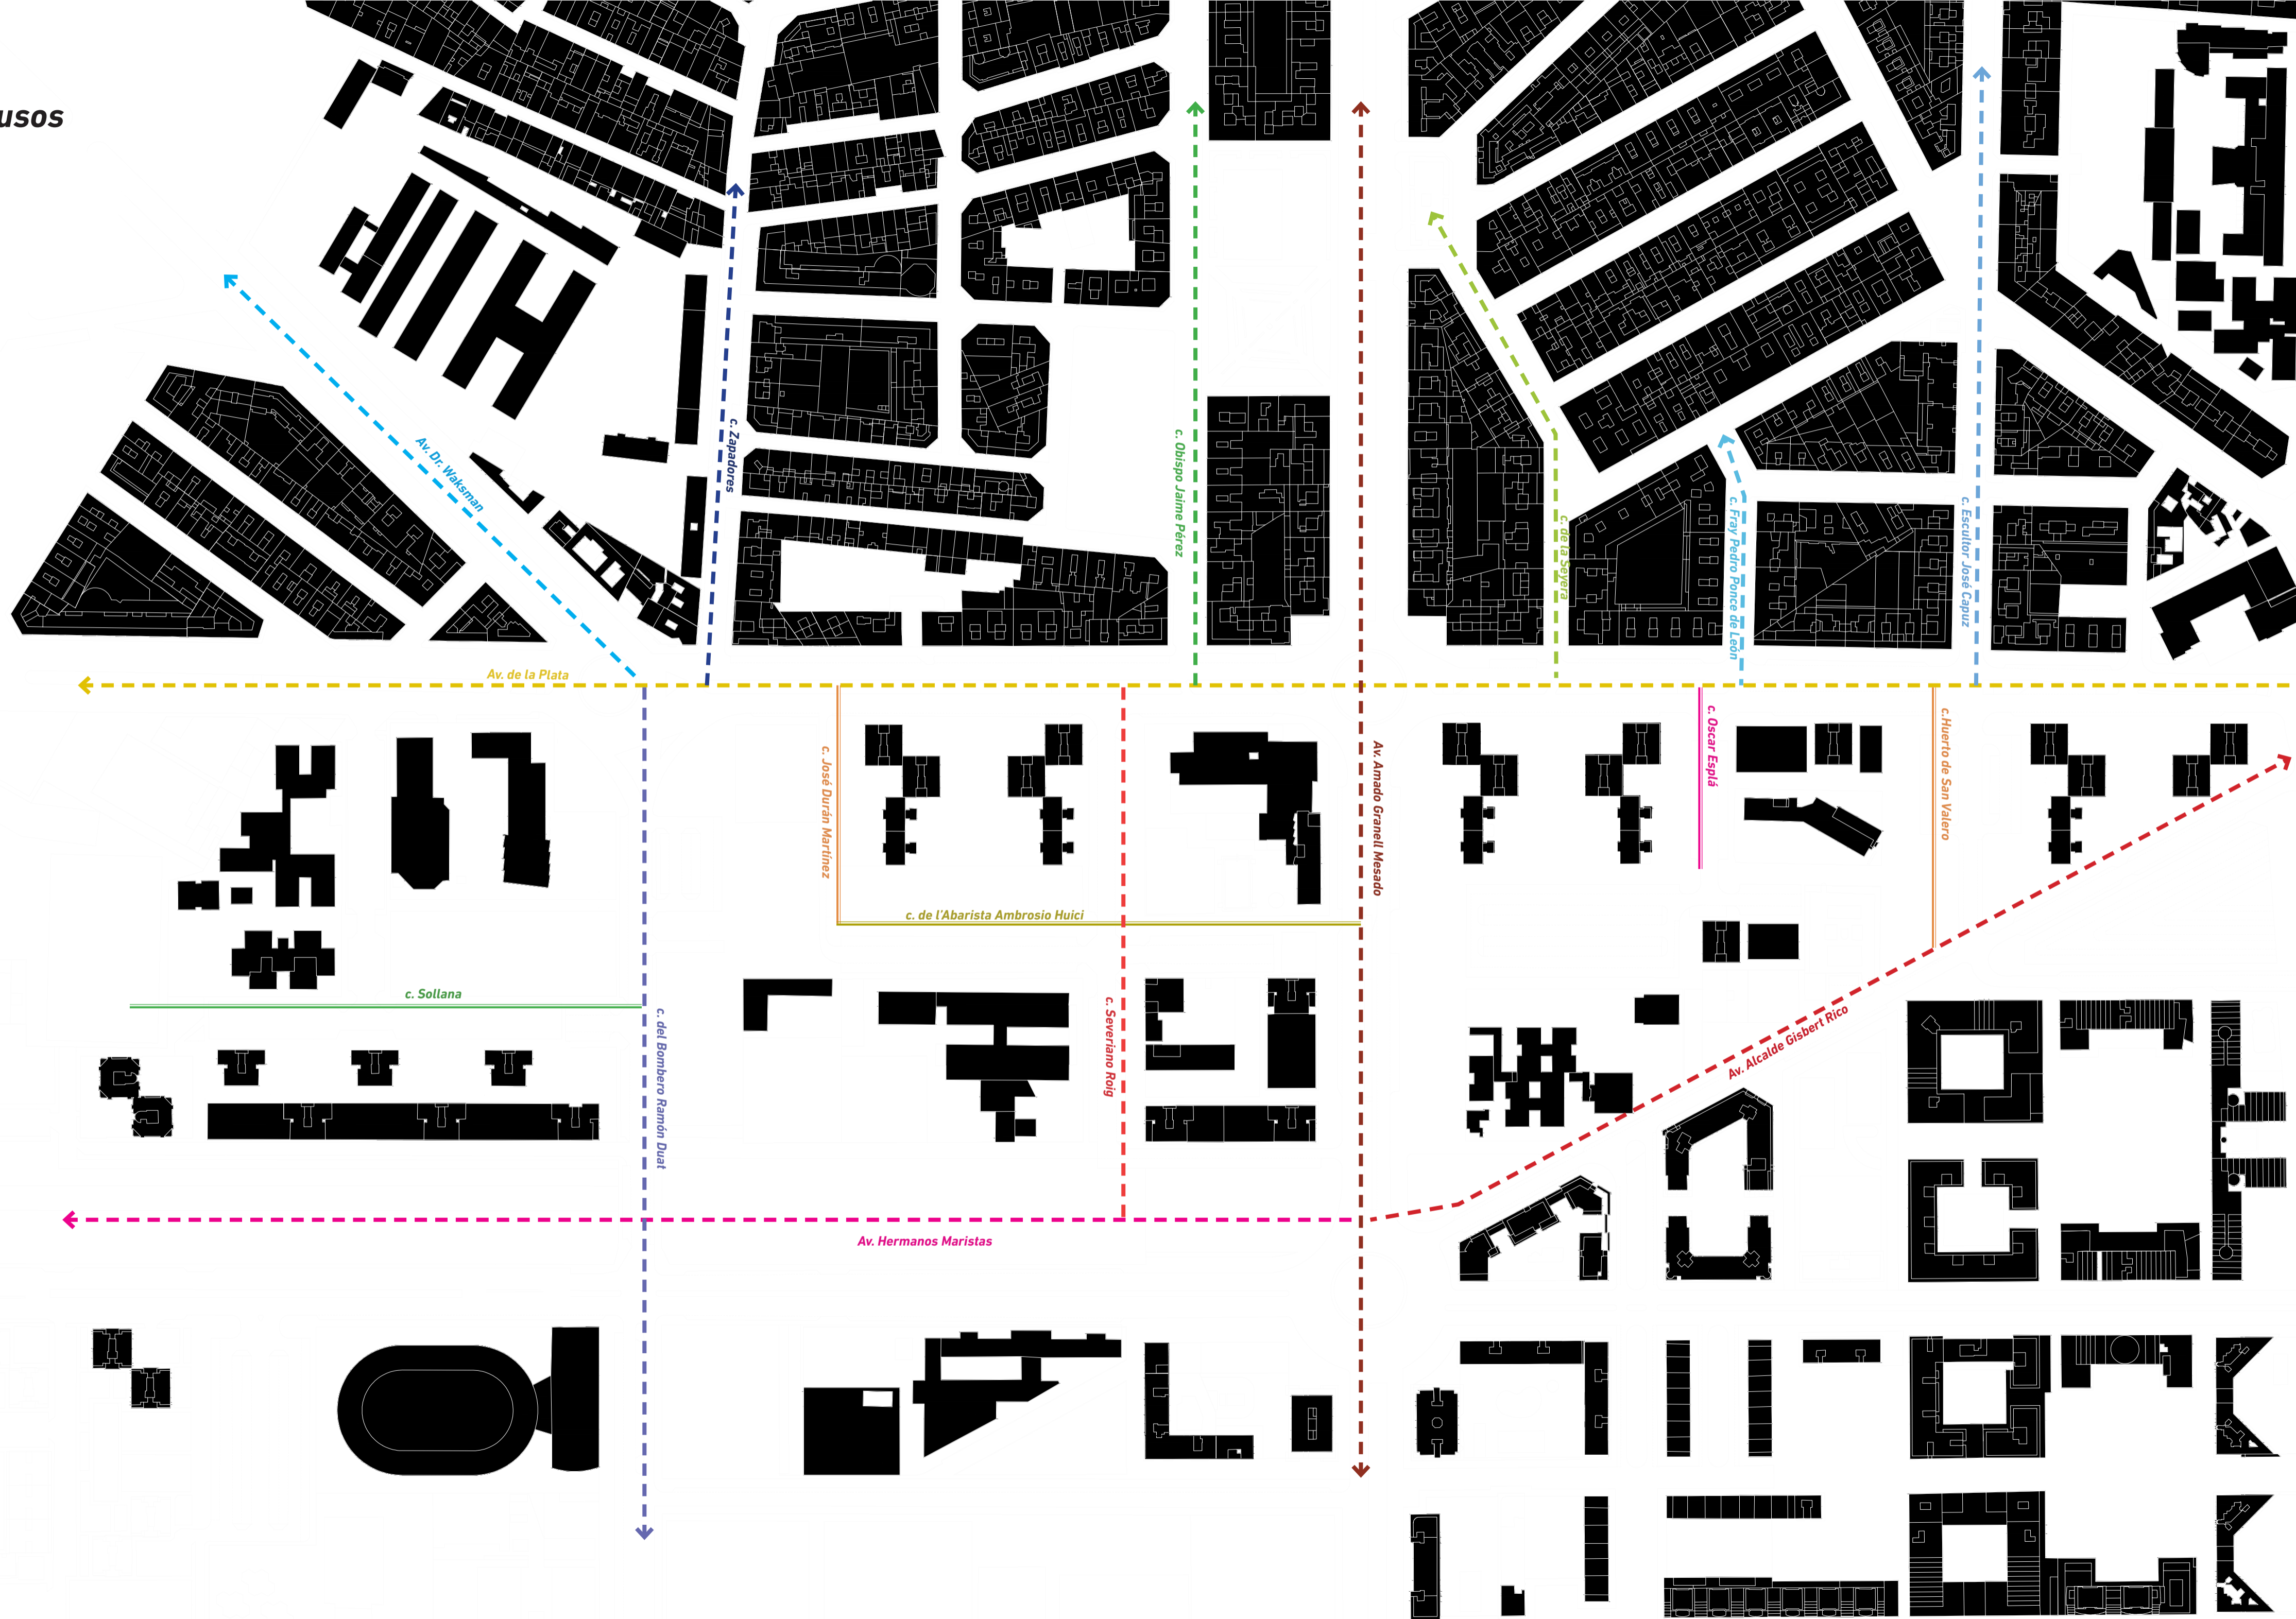 usos
Av. Dr. Waksman
c. Zapadores
c. Obispo Jaime Pérez
c. de la Seyera
c. Fray Pedro Ponce de León
c. Escultor José Capuz
Av. de la Plata
c. José Durán Martínez
Av. Amado Granell Mesado
c. Oscar Esplá
c.Huerto de San Valero
c. de l'Abarista Ambrosio Huici
c. Sollana
c. del Bombero Ramón Duat
c. Severiano Roig
Av. Alcalde Gisbert Rico
Av. Hermanos Maristas